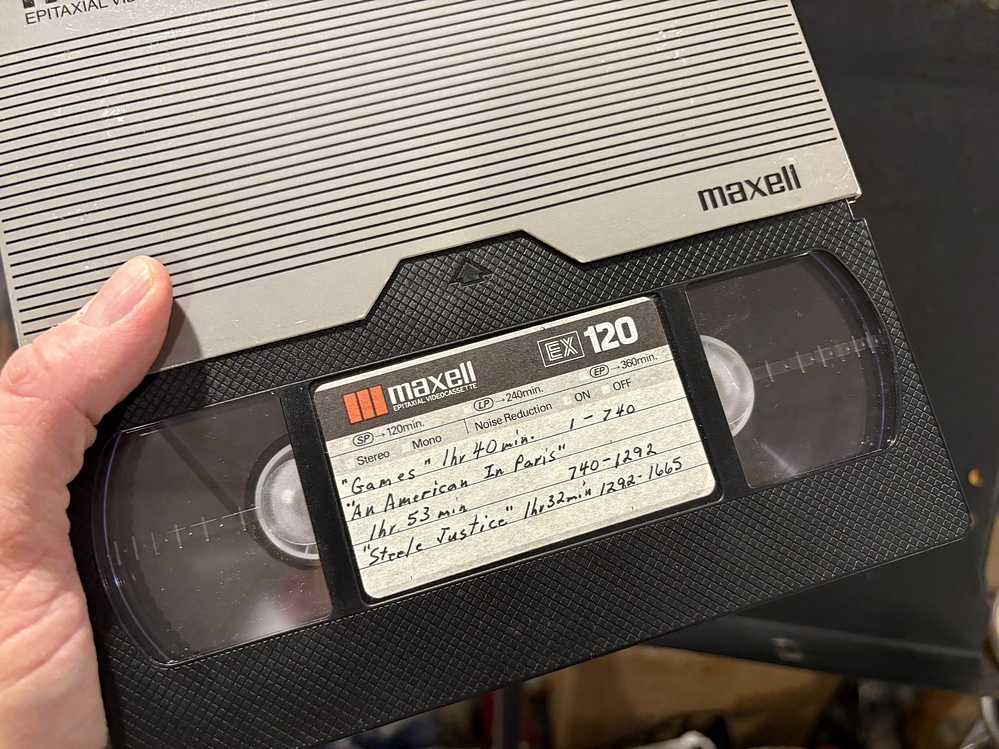 EPITAXIAL
maxell
maxell
EPITAXIAL VIDEOCASSETTE
EX 120
SP → 120min.
LP → 240min.
EP → 360min.
Stereo Mono Noise Reduction ON OFF
"Games" 1hr 40 min. 1 - 740
"An American In Paris"
1hr 53 min 740-1292
"Steele Justice" 1hr 32min 1292-1665